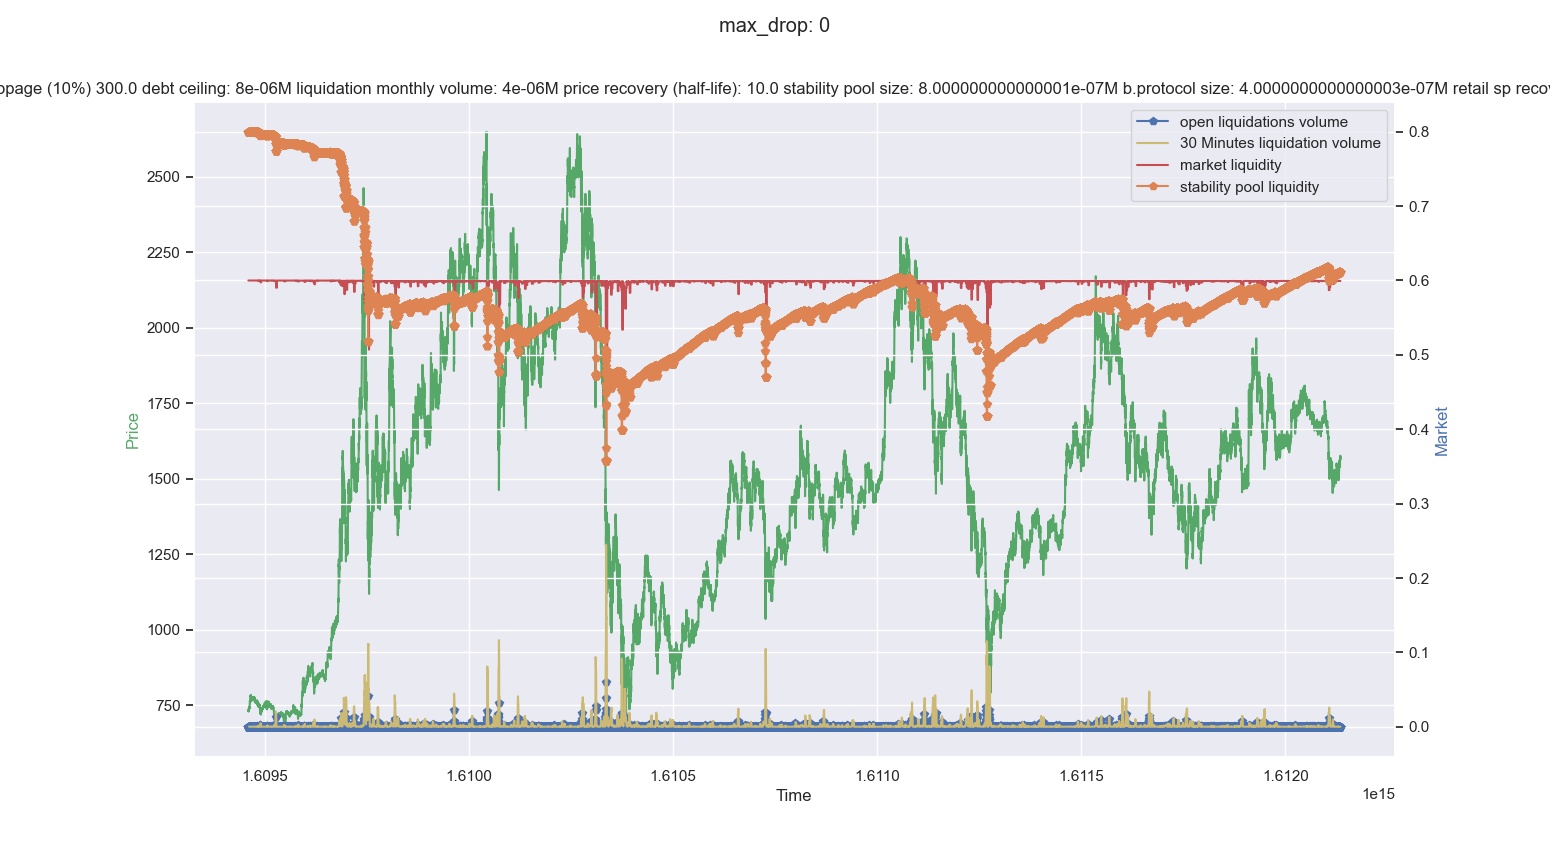 max_drop: 0
(10%) 300.0 debt ceiling: 8e-06M liquidation monthly volume: 4e-06M price recovery (half-life): 10.0 stability pool size: 8.000000000000001e-07M b.protocol size: 4.0000000000000003e-07M retail sp
open liquidations volume
30 Minutes liquidation volume
market liquidity
stability pool liquidity
2500
2250
2000
1750
1500
1250
1000
750
Price
0.8
0.7
0.6
0.5
0.4
0.3
0.2
0.1
0.0
Market
1.6095 1.6100 1.6105 1.6110 1.6115 1.6120
1e15
Time